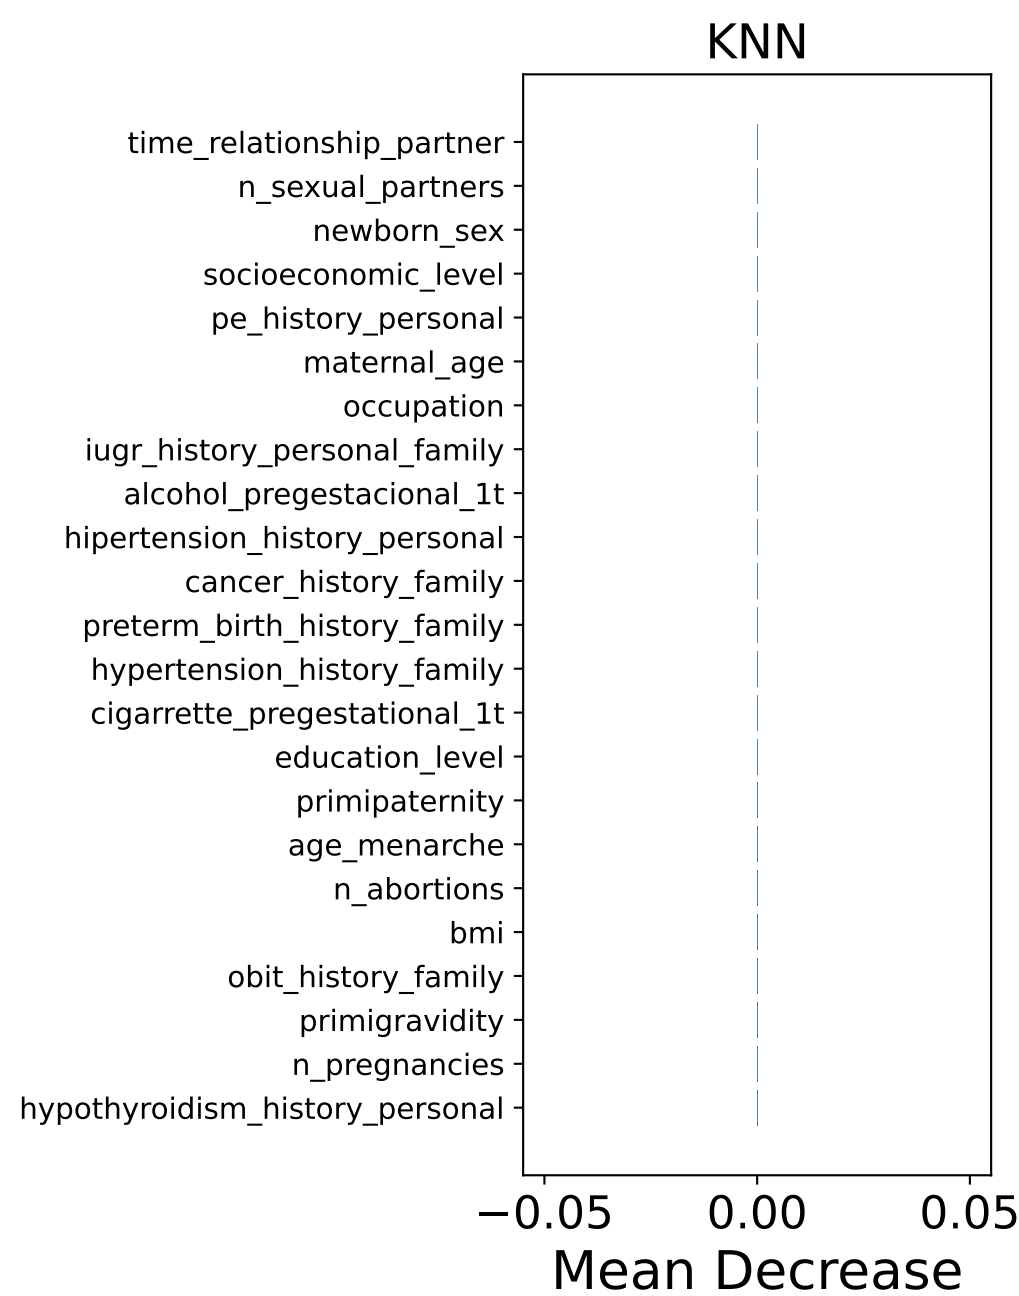 KNN
time_relationship_partner
n_sexual_partners
newborn_sex
socioeconomic_level
pe_history_personal
maternal_age
occupation
iugr_history_personal_family
alcohol_pregestacional_1t
hipertension_history_personal
cancer_history_family
preterm_birth_history_family
hypertension_history_family
cigarrette_pregestational_1t
education_level
primipaternity
age_menarche
n_abortions
bmi
obit_history_family
primigravidity
n_pregnancies
hypothyroidism_history_personal
−0.05 0.00 0.05
Mean Decrease